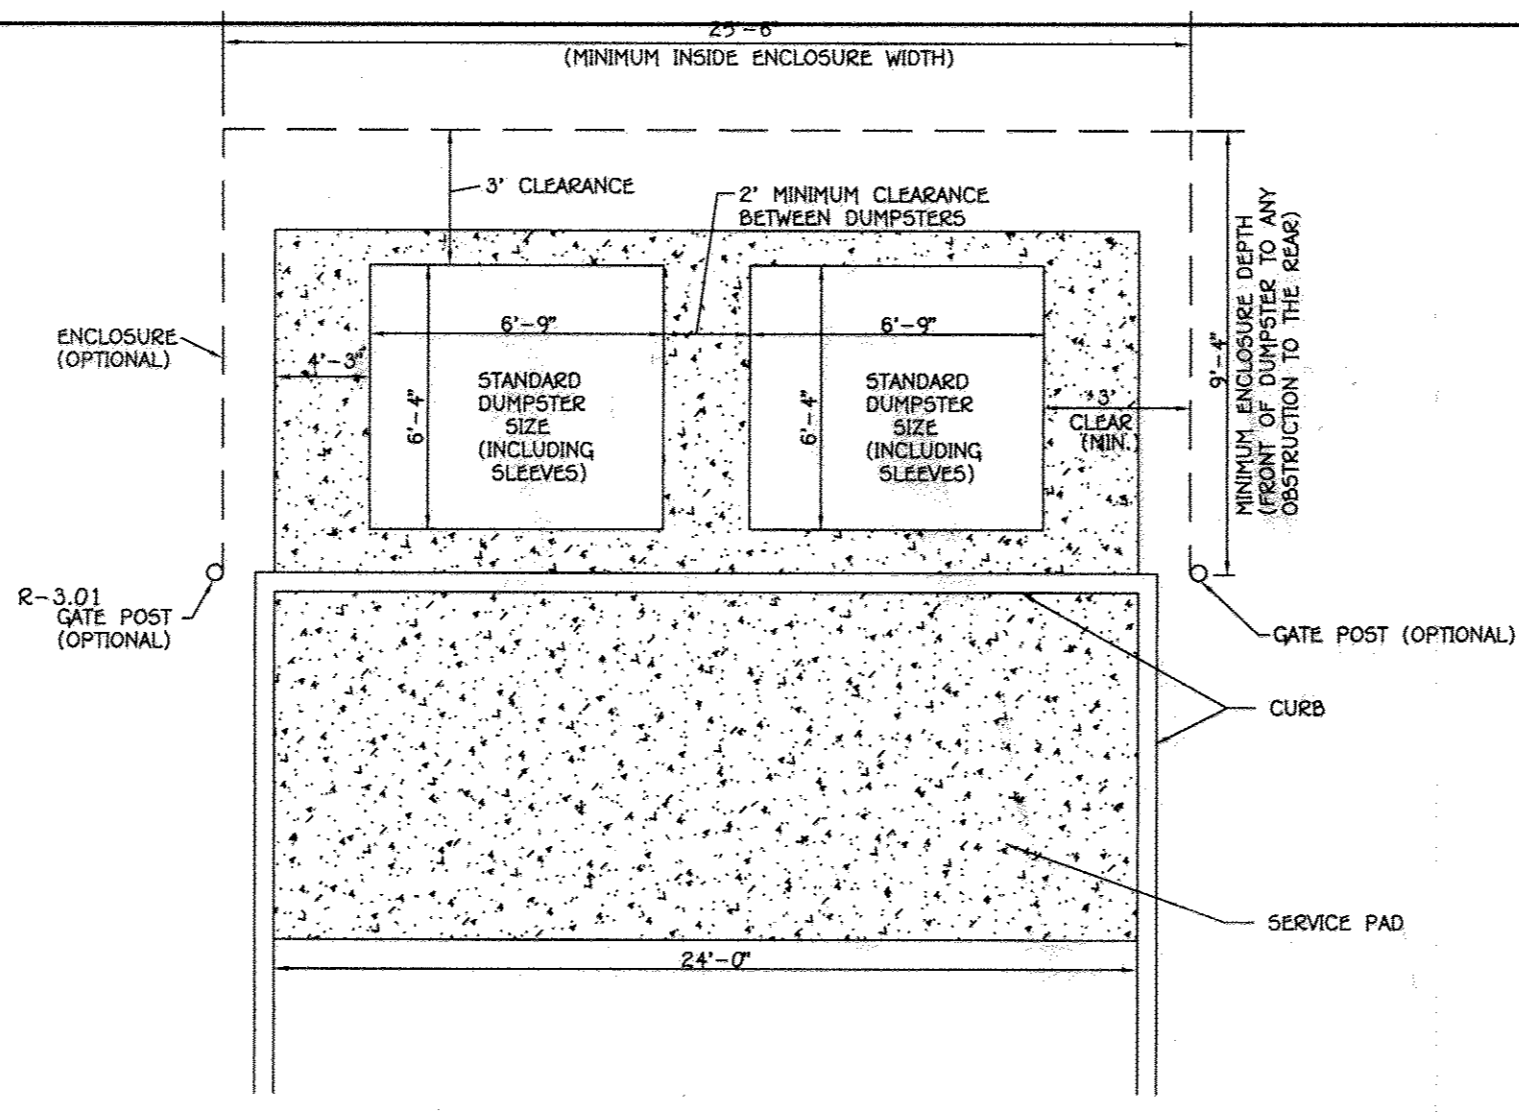 (MINIMUM INSIDE ENCLOSURE WIDTH)
3' CLEARANCE
2' MINIMUM CLEARANCE
BETWEEN DUMPSTERS
MINIMUM ENCLOSURE DEPTH
(FRONT OF DUMPSTER TO ANY
OBSTRUCTION TO THE REAR)
9'-4"
ENCLOSURE
(OPTIONAL)
4'-3"
6'-9"
6'-4"
STANDARD
DUMPSTER
SIZE
(INCLUDING
SLEEVES)
6'-9"
6'-4"
STANDARD
DUMPSTER
SIZE
(INCLUDING
SLEEVES)
3'
CLEAR
(MIN.)
R-3.01
GATE POST
(OPTIONAL)
GATE POST (OPTIONAL)
CURB
SERVICE PAD
24'-0"